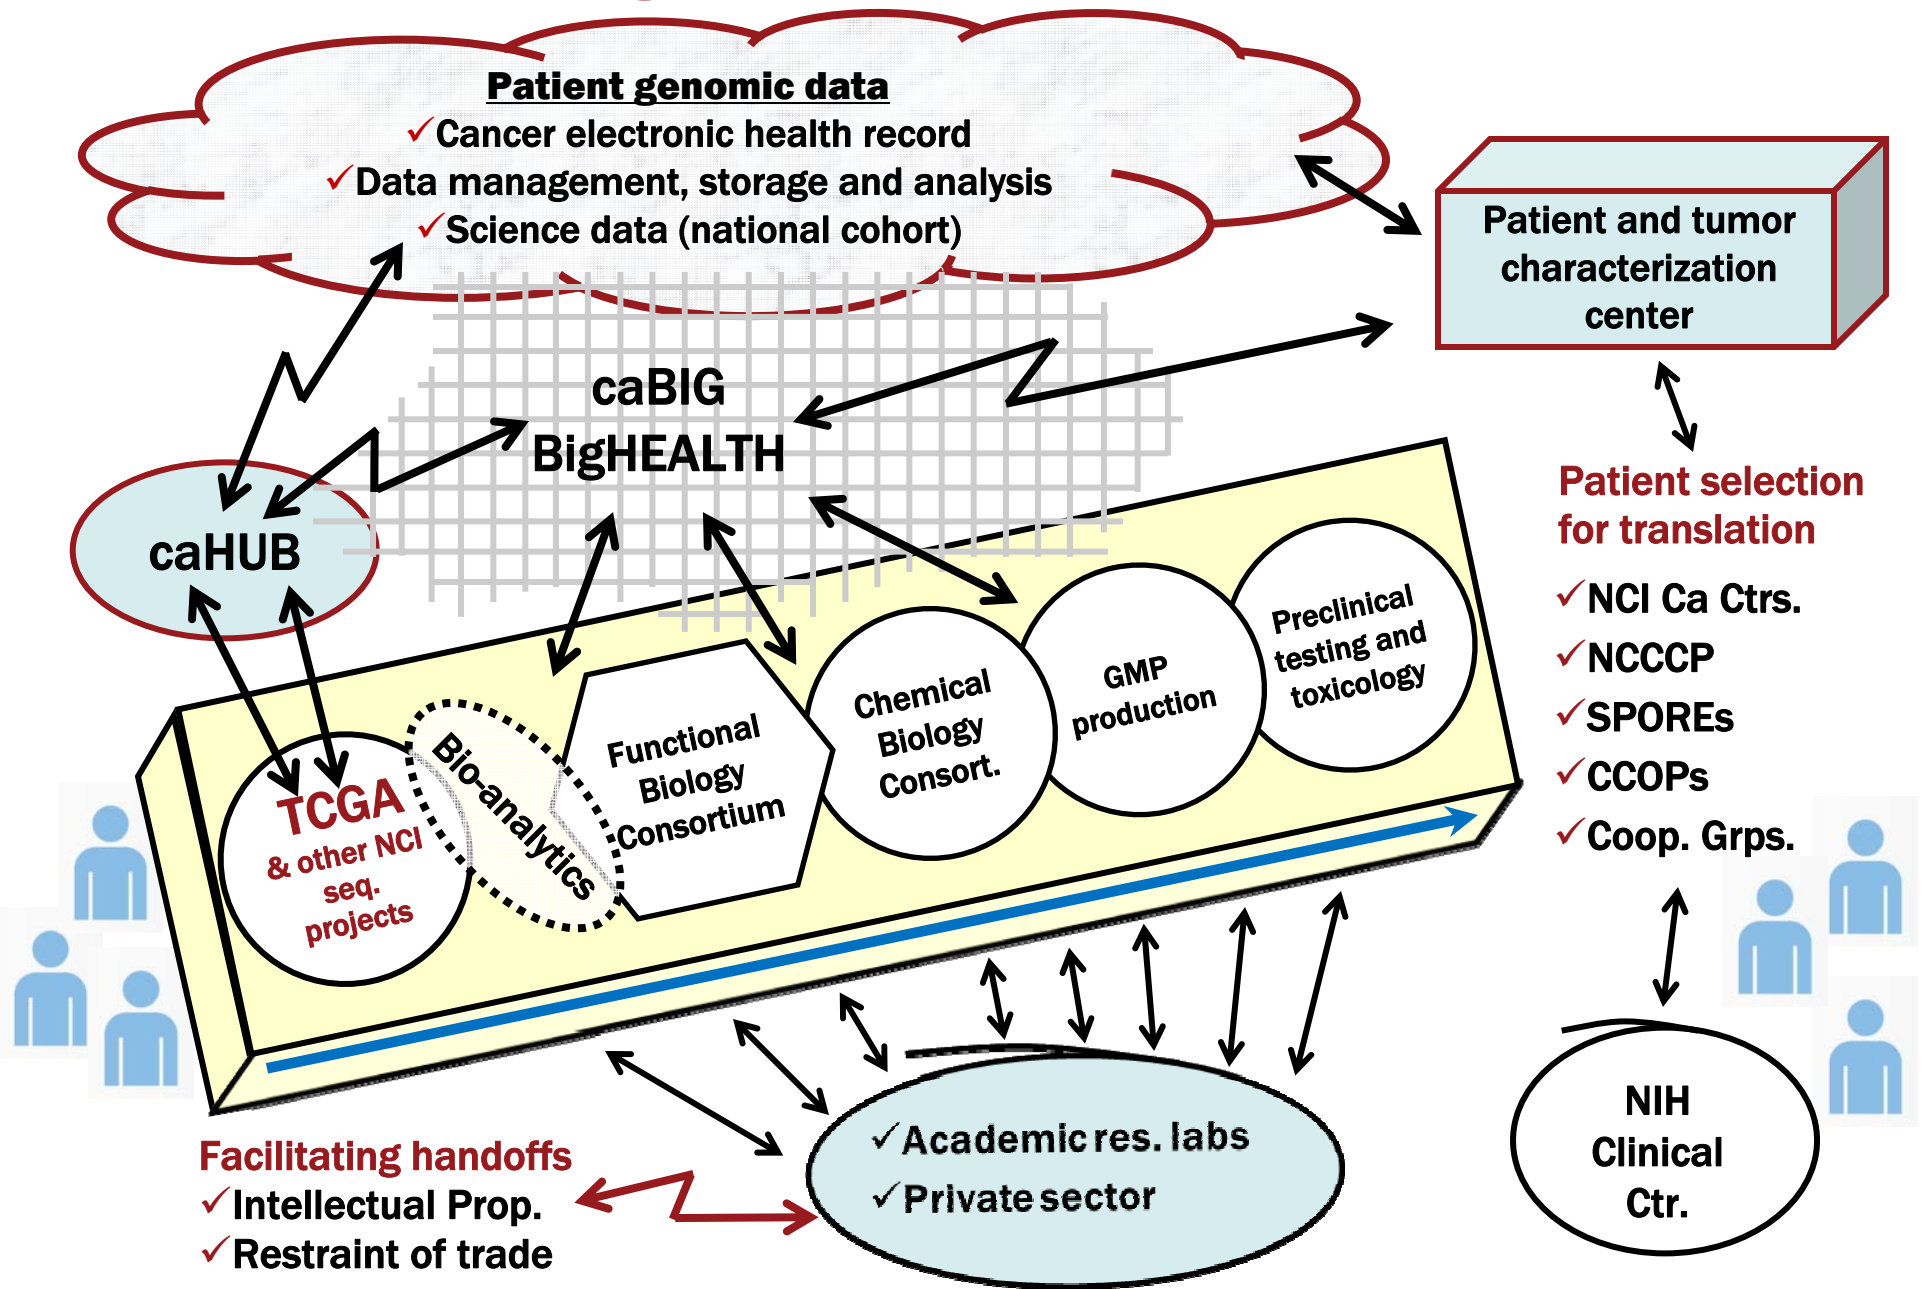 Patient genomic data
✓Cancer electronic health record
✓Data management, storage and analysis
✓Science data (national cohort)
Patient and tumor
characterization
center
caBIG
BigHEALTH
caHUB
Patient selection
for translation
✓NCI Ca Ctrs.
✓NCCCP
✓SPOREs
✓CCOPs
✓Coop. Grps.
TCGA
& other NCI
seq.
projects
Bio-analytics
Functional
Biology
Consortium
Chemical
Biology
Consort.
GMP
production
Preclinical
testing and
toxicology
Facilitating handoffs
✓Intellectual Prop.
✓Restraint of trade
✓Academic res. labs
✓Private sector
NIH
Clinical
Ctr.